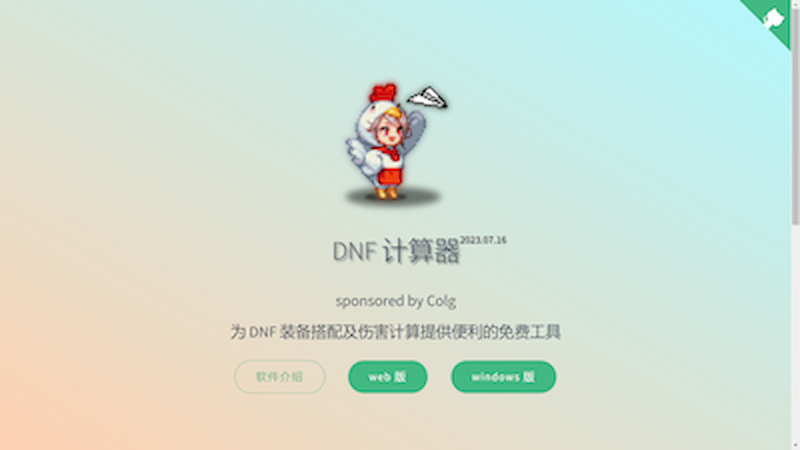 DNF 计算器 2023.07.16
sponsored by Colg
为 DNF 装备搭配及伤害计算提供便利的免费工具
软件介绍 web 版 windows 版